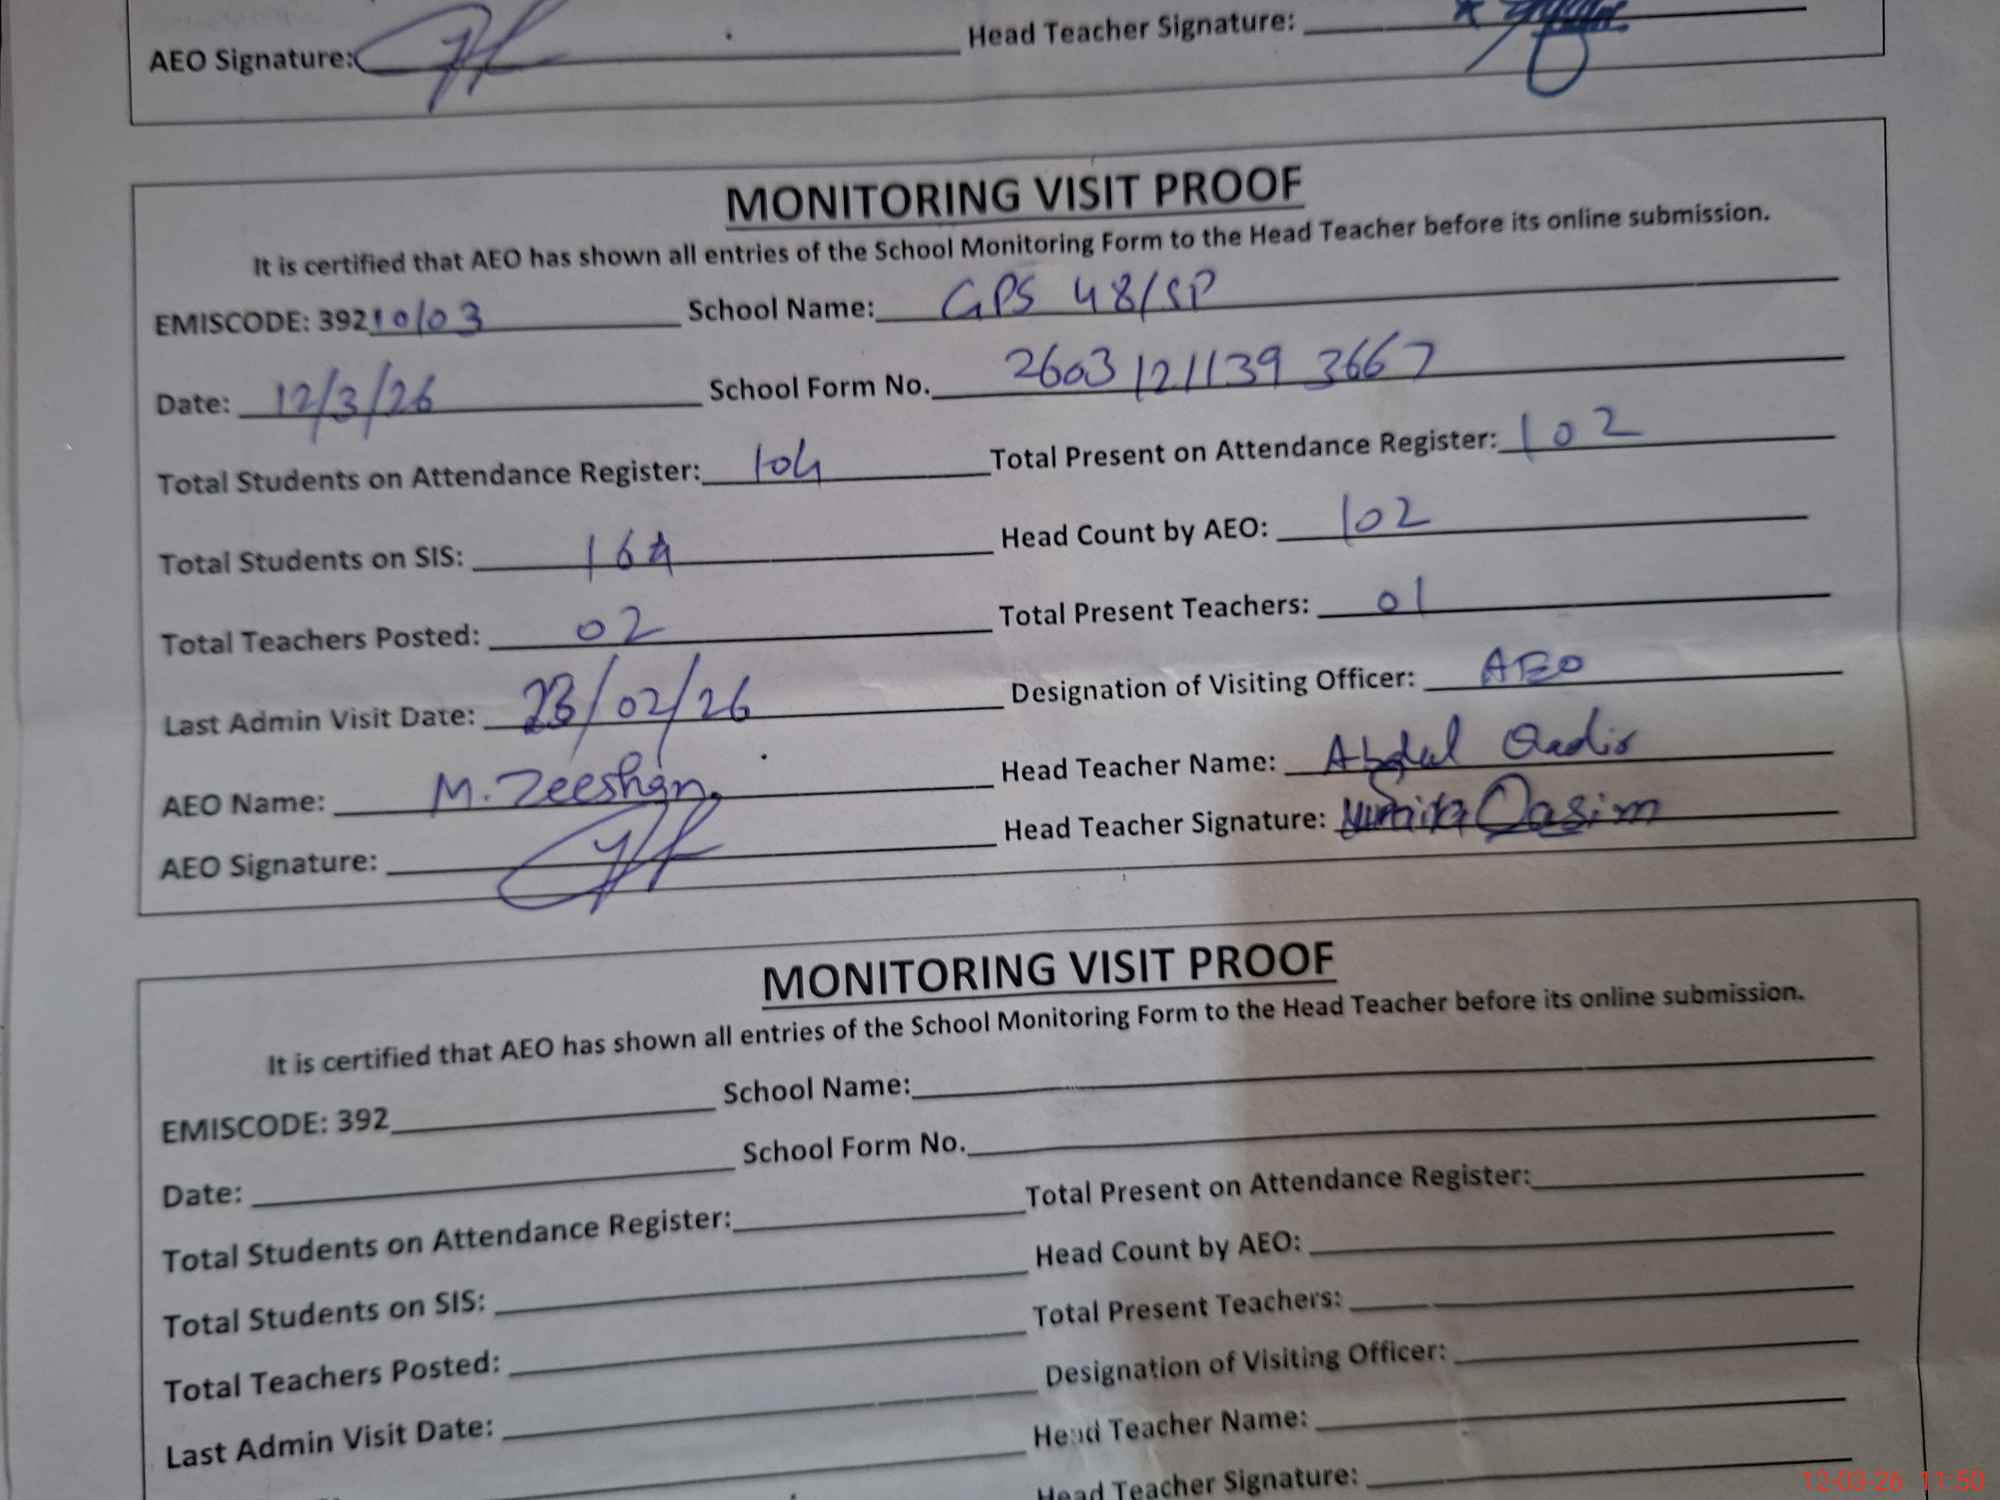 AEO Signature: Head Teacher Signature:
MONITORING VISIT PROOF
It is certified that AEO has shown all entries of the School Monitoring Form to the Head Teacher before its online submission.
EMISCODE: 39210103 School Name: GPS 48/SP
Date: 12/3/26 School Form No. 2603121139 3667
Total Students on Attendance Register: 104 Total Present on Attendance Register: 102
Total Students on SIS: 164 Head Count by AEO: 102
Total Teachers Posted: 02 Total Present Teachers: 01
Last Admin Visit Date: 23/02/26 Designation of Visiting Officer: AEO
AEO Name: M. Zeeshan Head Teacher Name: Abdul Qadir
AEO Signature: Head Teacher Signature: Qasim
MONITORING VISIT PROOF
It is certified that AEO has shown all entries of the School Monitoring Form to the Head Teacher before its online submission.
EMISCODE: 392 School Name:
Date: School Form No.
Total Students on Attendance Register: Total Present on Attendance Register:
Total Students on SIS: Head Count by AEO:
Total Teachers Posted: Total Present Teachers:
Last Admin Visit Date: Designation of Visiting Officer:
Head Teacher Name:
Head Teacher Signature:
12-03-26 11:50